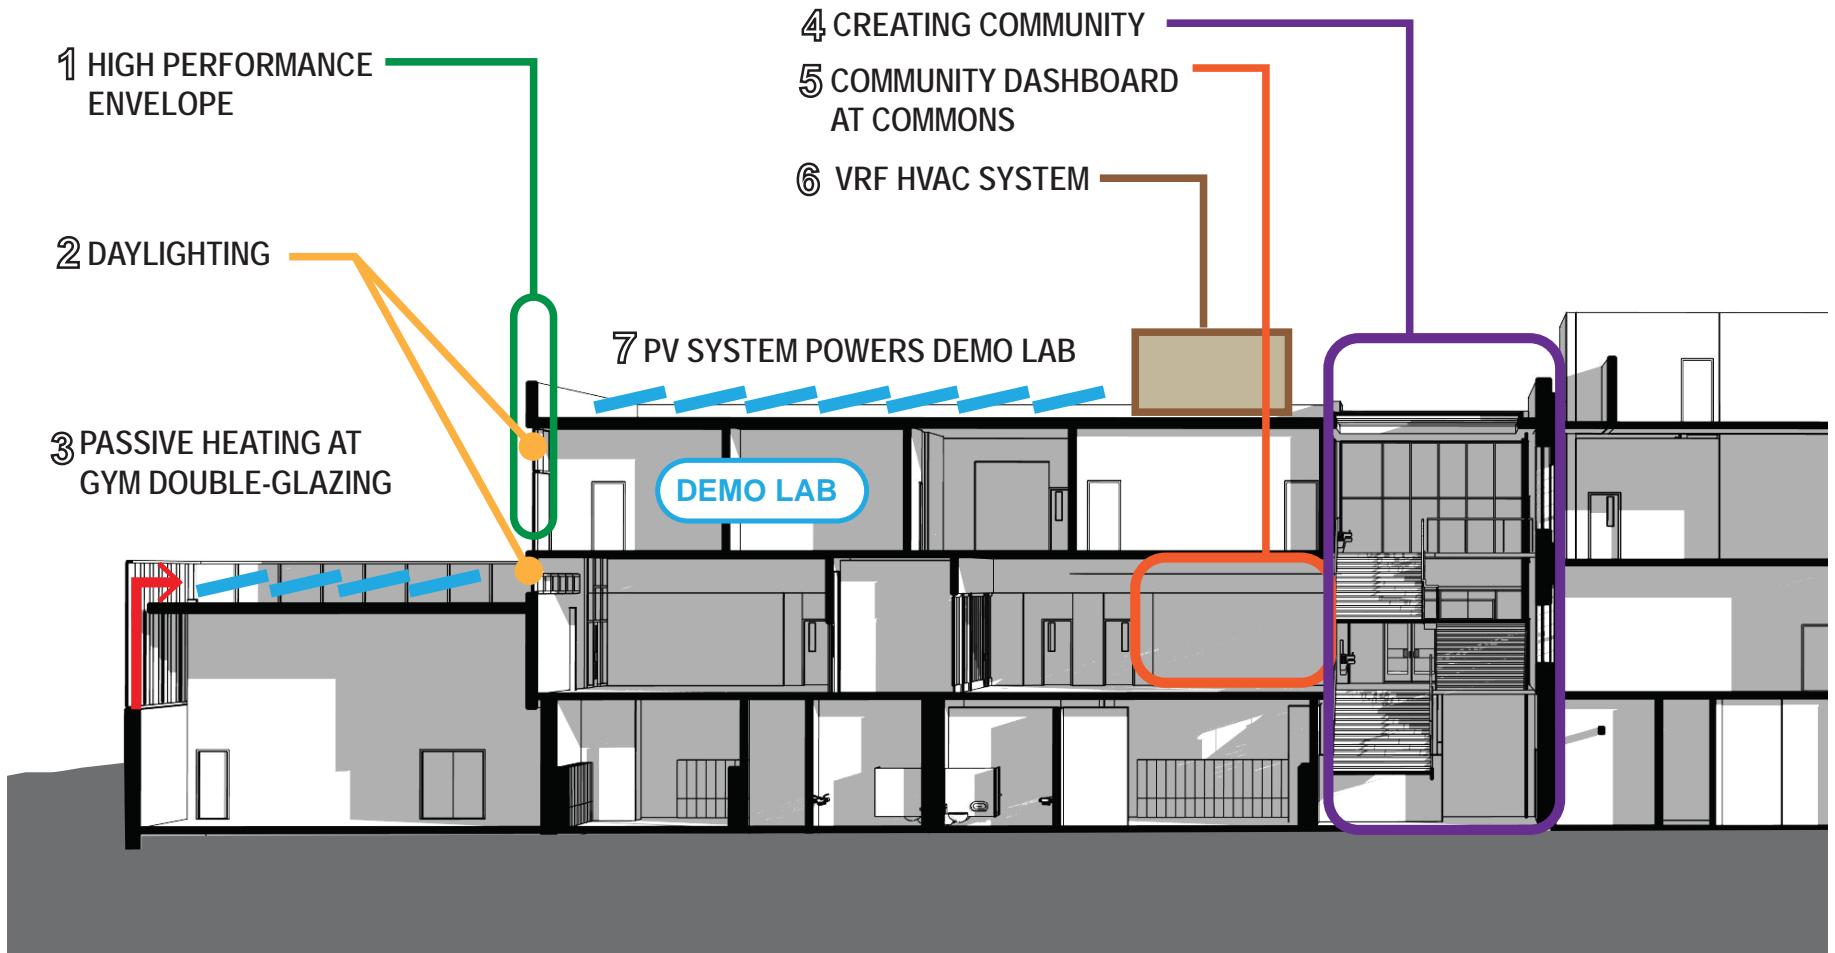 1 HIGH PERFORMANCE
ENVELOPE
2 DAYLIGHTING
3 PASSIVE HEATING AT
GYM DOUBLE-GLAZING
4 CREATING COMMUNITY
5 COMMUNITY DASHBOARD
AT COMMONS
6 VRF HVAC SYSTEM
7 PV SYSTEM POWERS DEMO LAB
DEMO LAB